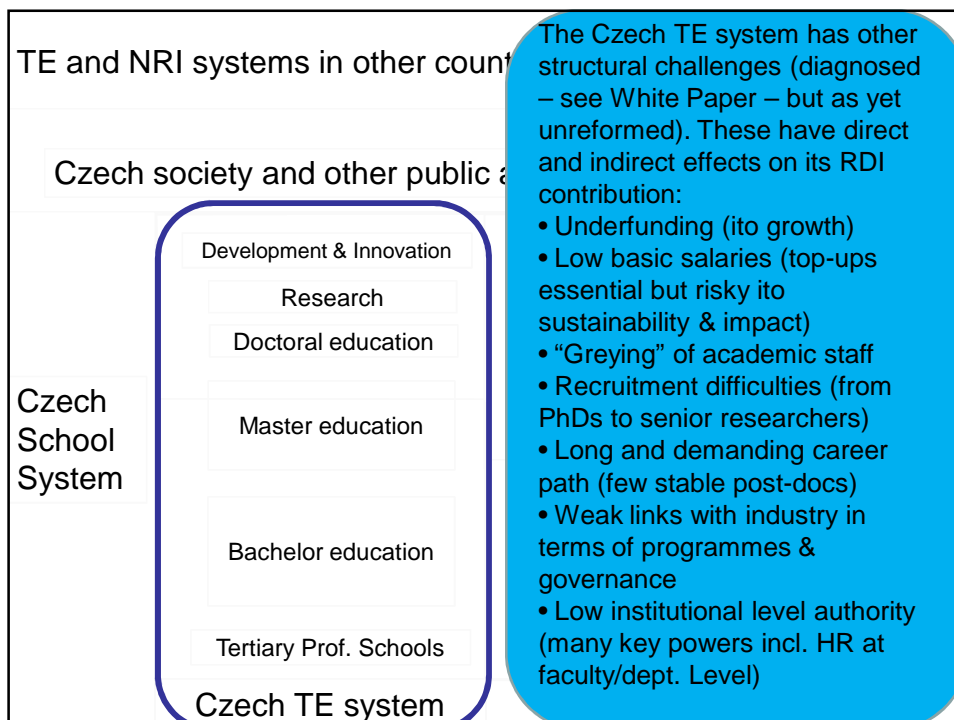 TE and NRI systems in other count
Czech society and other public a
Czech
School
System
Development & Innovation
Research
Doctoral education
Master education
Bachelor education
Tertiary Prof. Schools
Czech TE system
The Czech TE system has other
structural challenges (diagnosed
– see White Paper – but as yet
unreformed). These have direct
and indirect effects on its RDI
contribution:
• Underfunding (ito growth)
• Low basic salaries (top-ups
essential but risky ito
sustainability & impact)
• “Greying” of academic staff
• Recruitment difficulties (from
PhDs to senior researchers)
• Long and demanding career
path (few stable post-docs)
• Weak links with industry in
terms of programmes &
governance
• Low institutional level authority
(many key powers incl. HR at
faculty/dept. Level)